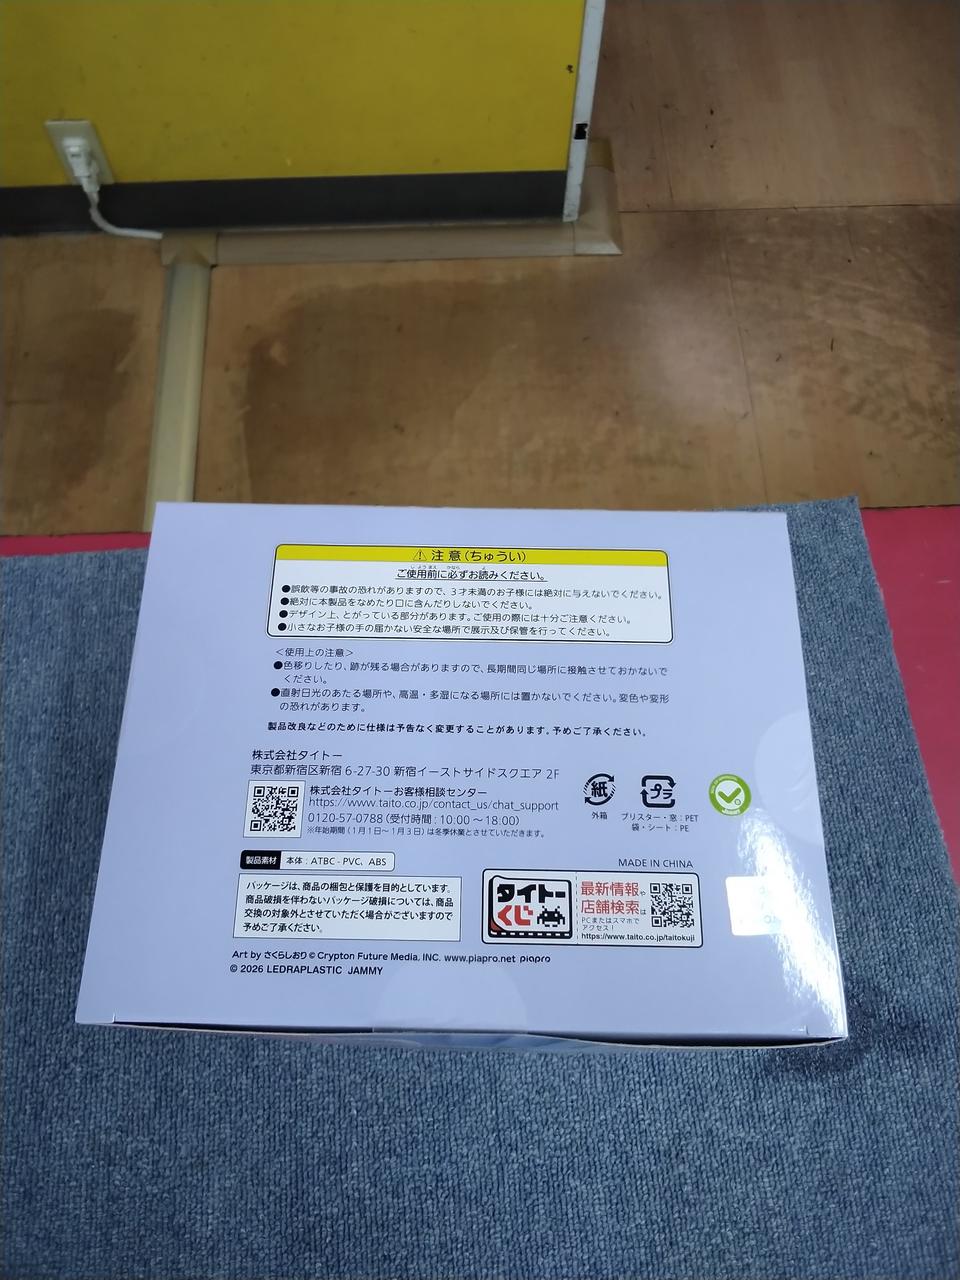 ⚠注意(ちゅうい)
ご使用前に必ずお読みください。
●誤飲等の事故の恐れがありますので、3才未満のお子様には絶対に与えないでください。
●絶対に本製品をなめたり口に含んだりしないでください。
●デザイン上、とがっている部分があります。ご使用の際には十分ご注意ください。
●小さなお子様の手の届かない安全な場所で展示及び保管を行ってください。
＜使用上の注意＞
●色移りしたり、跡が残る場合がありますので、長期間同じ場所に接触させておかないで
ください。
●直射日光のあたる場所や、高温・多湿になる場所には置かないでください。変色や変形
の恐れがあります。
製品改良などのために仕様は予告なく変更することがあります。予めご了承ください。
株式会社タイトー
東京都新宿区新宿 6-27-30 新宿イーストサイドスクエア 2F
株式会社タイトーお客様相談センター
https://www.taito.co.jp/contact_us/chat_support
0120-57-0788 (受付時間:10:00～18:00)
※年始期間(1月1日～1月3日)は冬季休業とさせていただきます。
紙
外箱
プラ
ブリスター・窓:PET
袋・シート:PE
製品素材 本体:ATBC-PVC、ABS
MADE IN CHINA
パッケージは、商品の梱包と保護を目的としています。
商品破損を伴わないパッケージ破損については、商品
交換の対象外とさせていただく場合がございますので
予めご了承ください。
タイトー
くじ
最新情報や
店舗検索は
PCまたはスマホで
アクセス!
https://www.taito.co.jp/taitokuji
Art by さくらしおり © Crypton Future Media, INC. www.piapro.net piapro
© 2026 LEDRAPLASTIC JAMMY